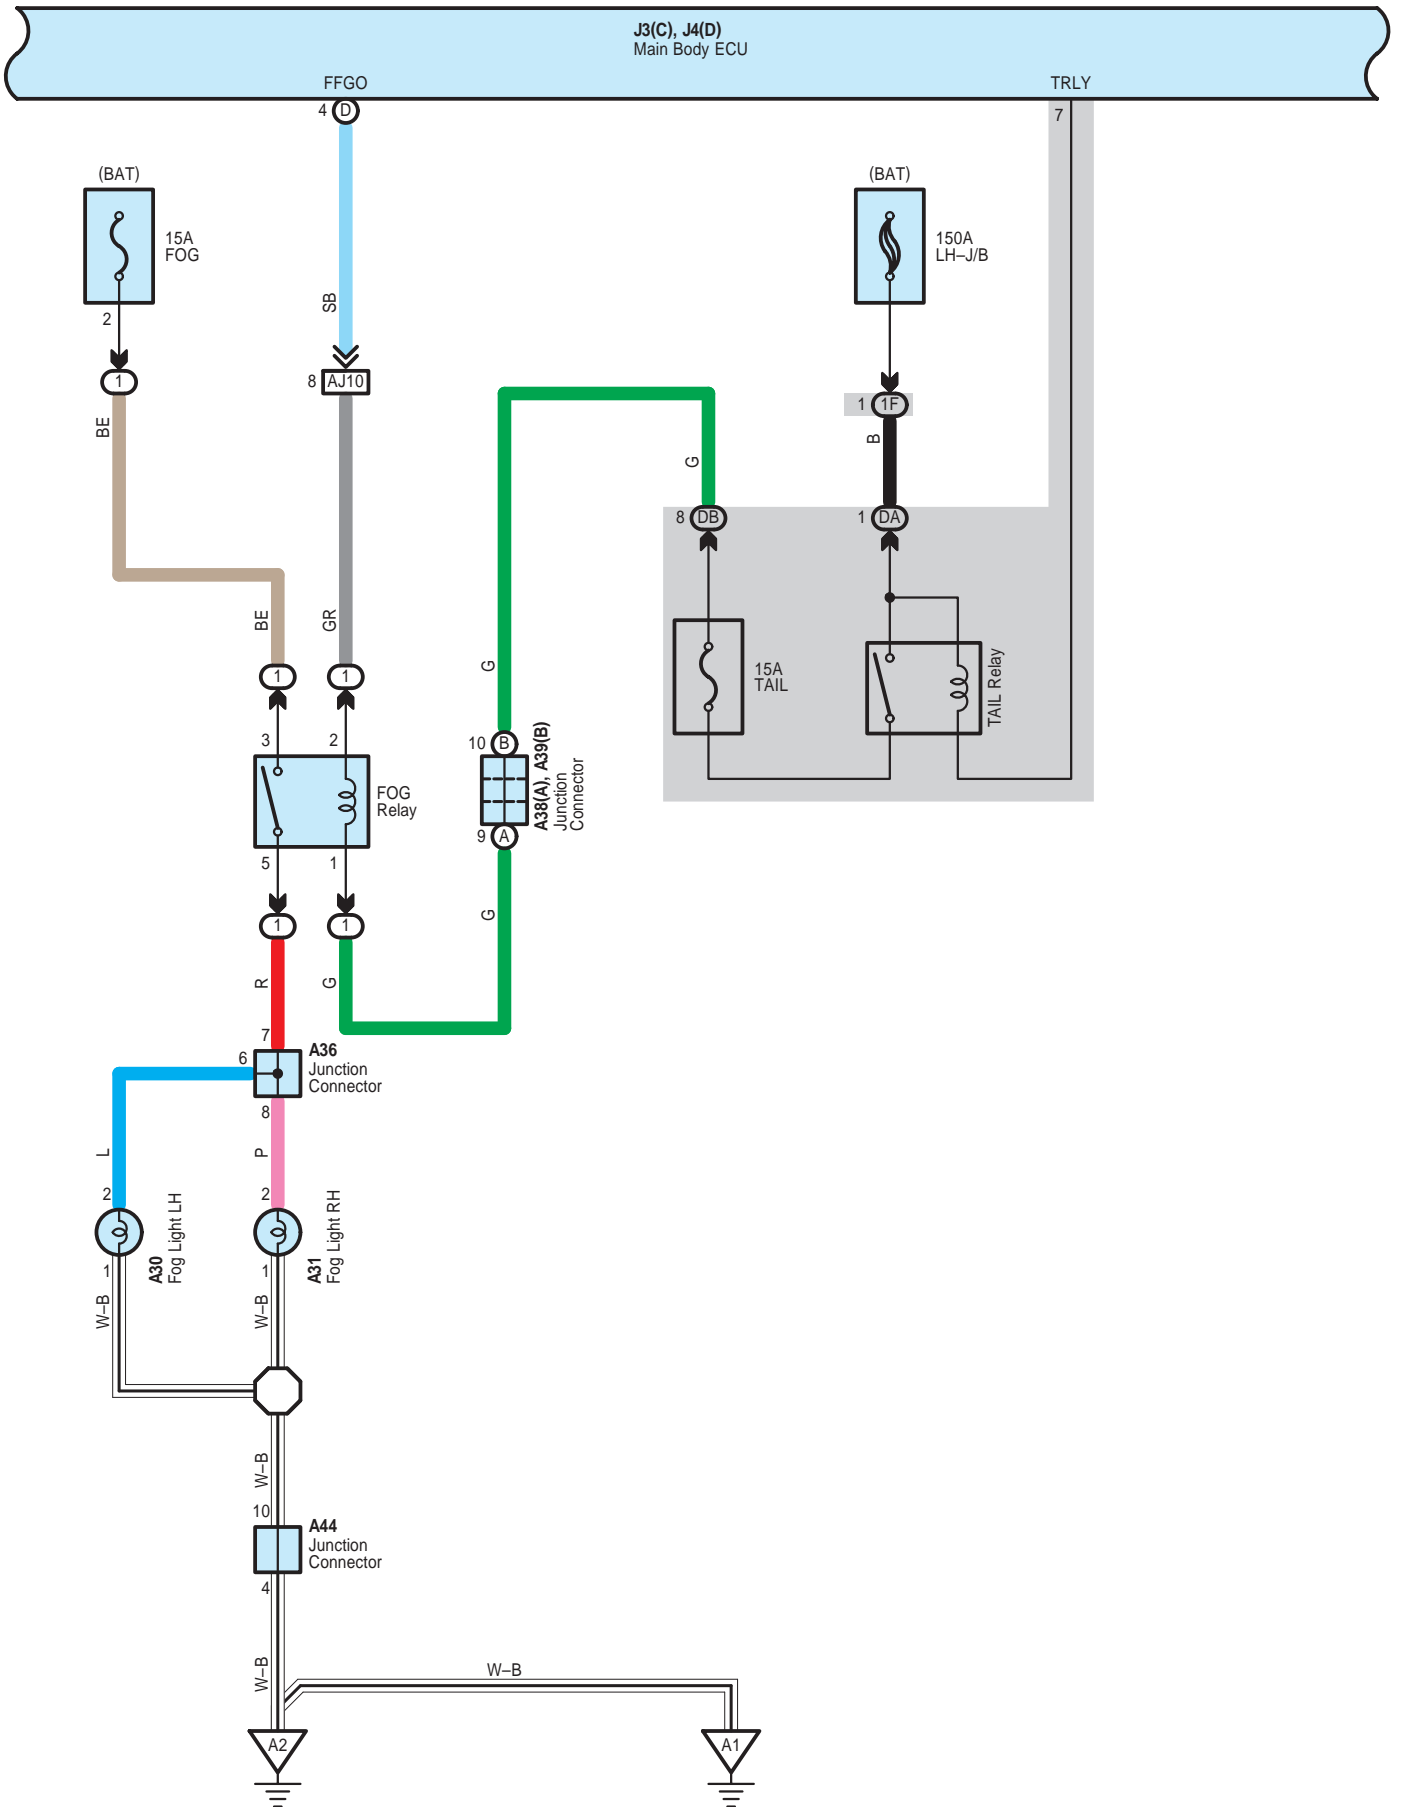 J3(C), J4(D)
Main Body ECU
FFGO
TRLY
4
D
7
(BAT)
(BAT)
15A
FOG
150A
LH–J/B
2
SB
1
8
AJ10
1
1F
BE
B
G
8
DB
1
DA
BE
GR
G
15A
TAIL
TAIL Relay
1
1
3
2
10
B
A38(A), A39(B)
Junction
Connector
FOG
Relay
9
A
5
1
1
1
G
R
G
7
6
A36
Junction
Connector
8
L
P
2
2
A30
Fog Light LH
A31
Fog Light RH
1
1
W–B
W–B
W–B
10
A44
Junction
Connector
4
W–B
W–B
A2
A1